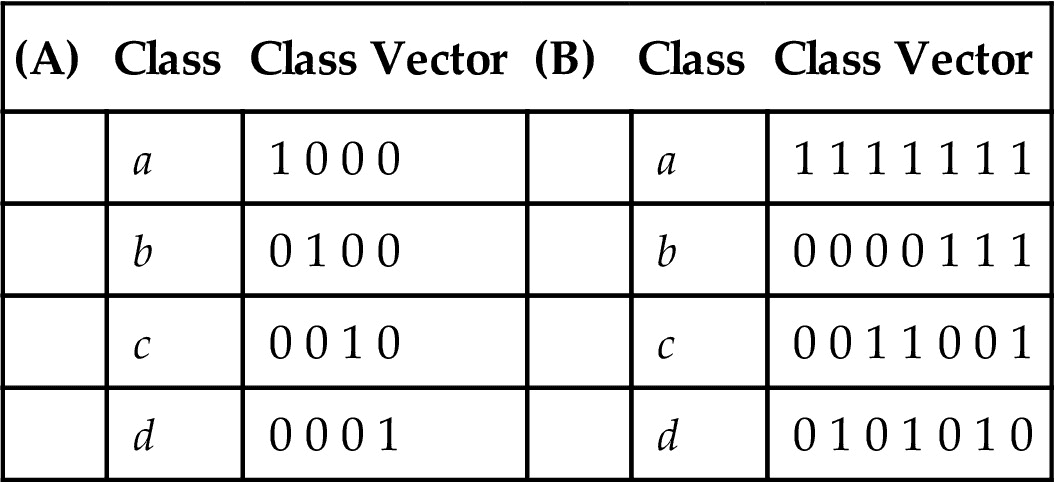 (A) Class Class Vector (B) Class Class Vector
a 1 0 0 0 a 1 1 1 1 1 1 1
b 0 1 0 0 b 0 0 0 0 1 1 1
c 0 0 1 0 c 0 0 1 1 0 0 1
d 0 0 0 1 d 0 1 0 1 0 1 0